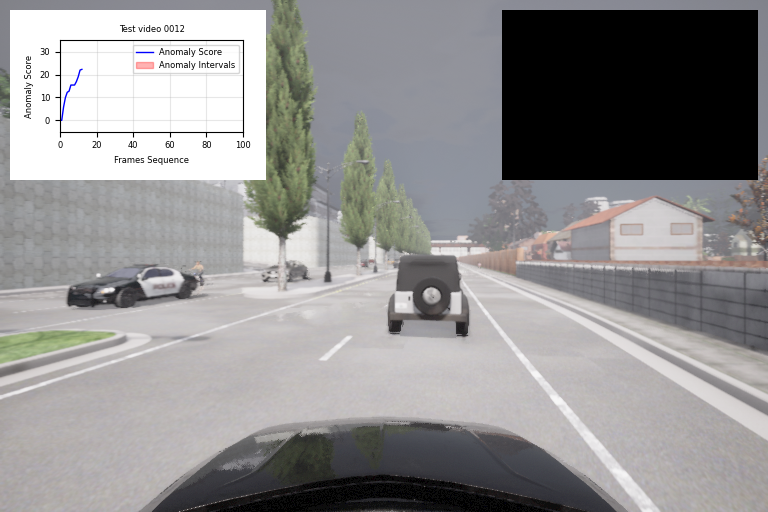 Test video 0012
Anomaly Score
Anomaly Intervals
Anomaly Score
30
20
10
0
0 20 40 60 80 100
Frames Sequence
POLICE